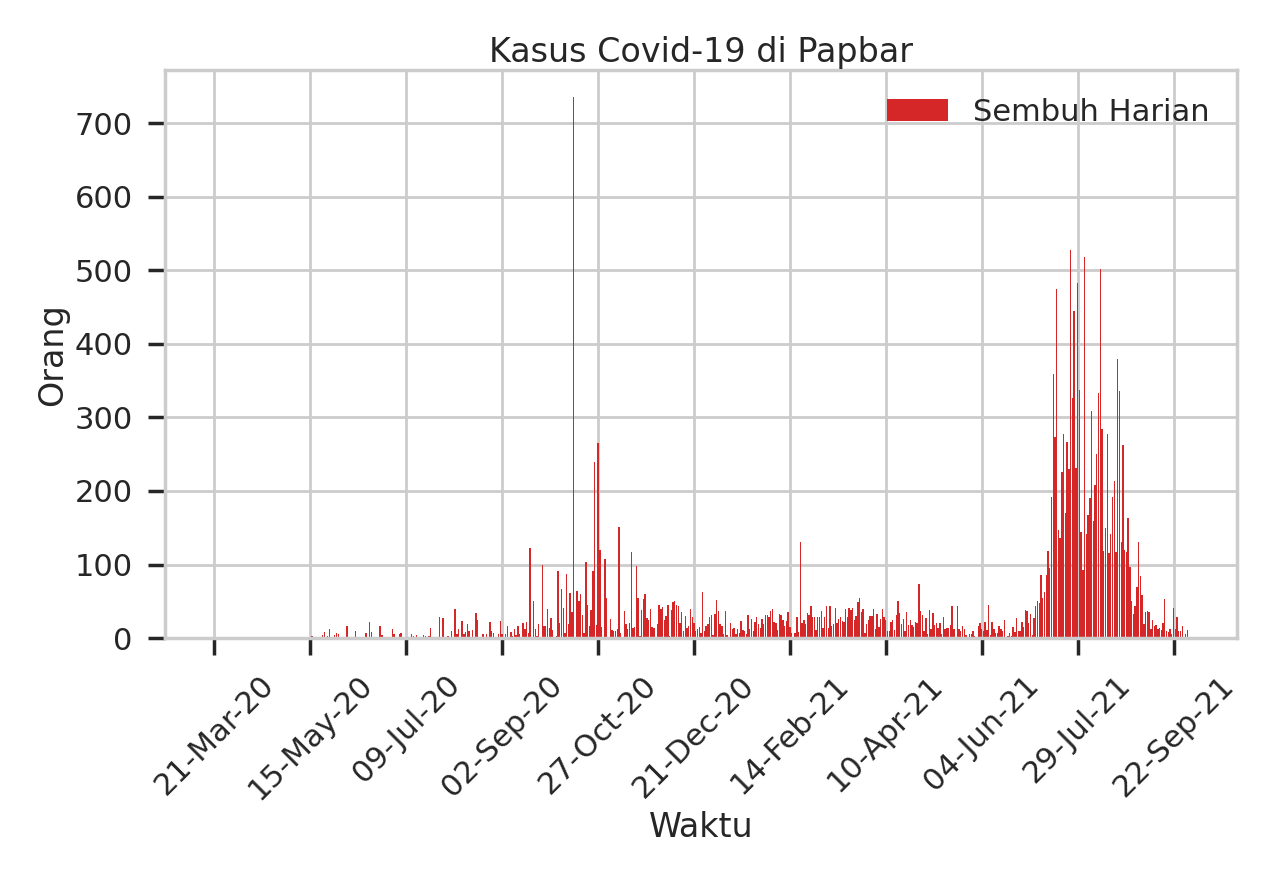 Kasus Covid-19 di Papbar
Sembuh Harian
Orang
700
600
500
400
300
200
100
0
21-Mar-20
15-May-20
09-Jul-20
02-Sep-20
27-Oct-20
21-Dec-20
14-Feb-21
10-Apr-21
04-Jun-21
29-Jul-21
22-Sep-21
Waktu